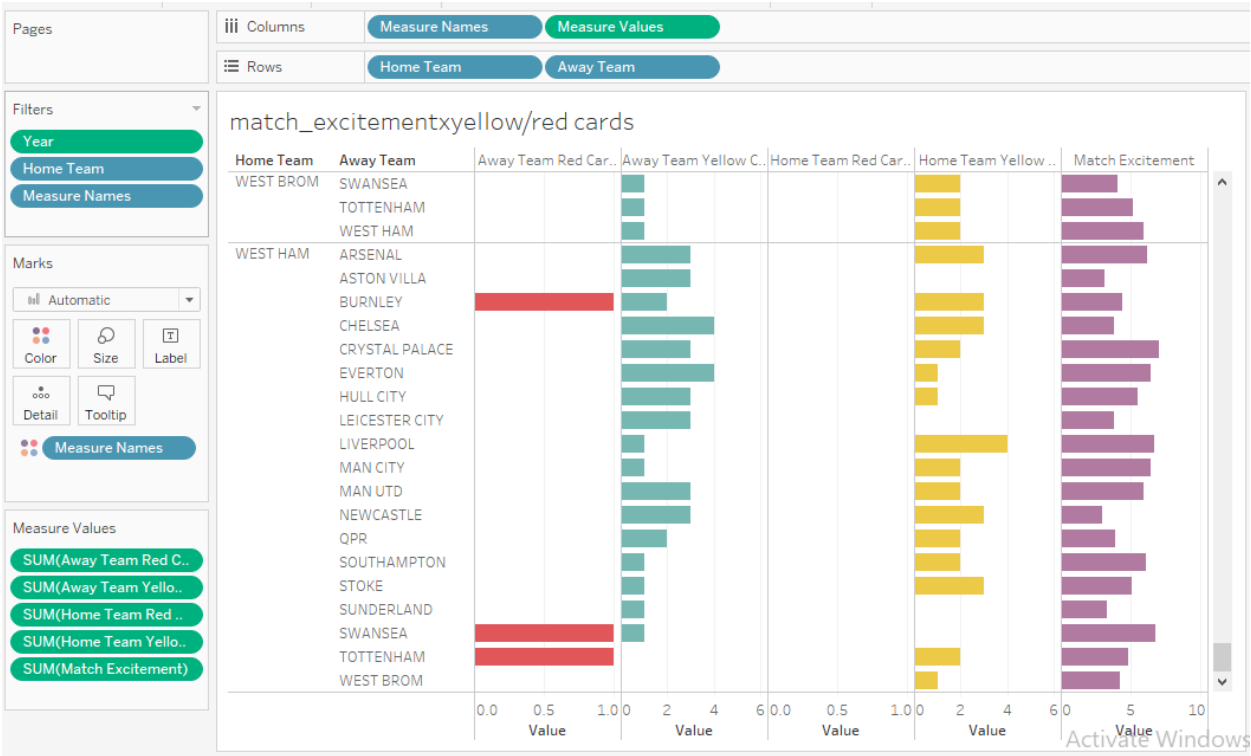 Pages
Columns Measure Names Measure Values
Rows Home Team Away Team
Filters
Year
Home Team
Measure Names
Marks
Automatic
Color Size Label
T
Detail Tooltip
Measure Names
Measure Values
SUM(Away Team Red C..
SUM(Away Team Yello..
SUM(Home Team Red ..
SUM(Home Team Yello..
SUM(Match Excitement)
match_excitementxyellow/red cards
Home Team Away Team Away Team Red Car.. Away Team Yellow C.. Home Team Red Car.. Home Team Yellow .. Match Excitement
WEST BROM SWANSEA
TOTTENHAM
WEST HAM
WEST HAM ARSENAL
ASTON VILLA
BURNLEY
CHELSEA
CRYSTAL PALACE
EVERTON
HULL CITY
LEICESTER CITY
LIVERPOOL
MAN CITY
MAN UTD
NEWCASTLE
QPR
SOUTHAMPTON
STOKE
SUNDERLAND
SWANSEA
TOTTENHAM
WEST BROM
0.0 0.5 1.0 0 2 4 6 0.0 0.5 1.0 0 2 4 6 0 5 10
Value Value Value Value Value
Activate Windows